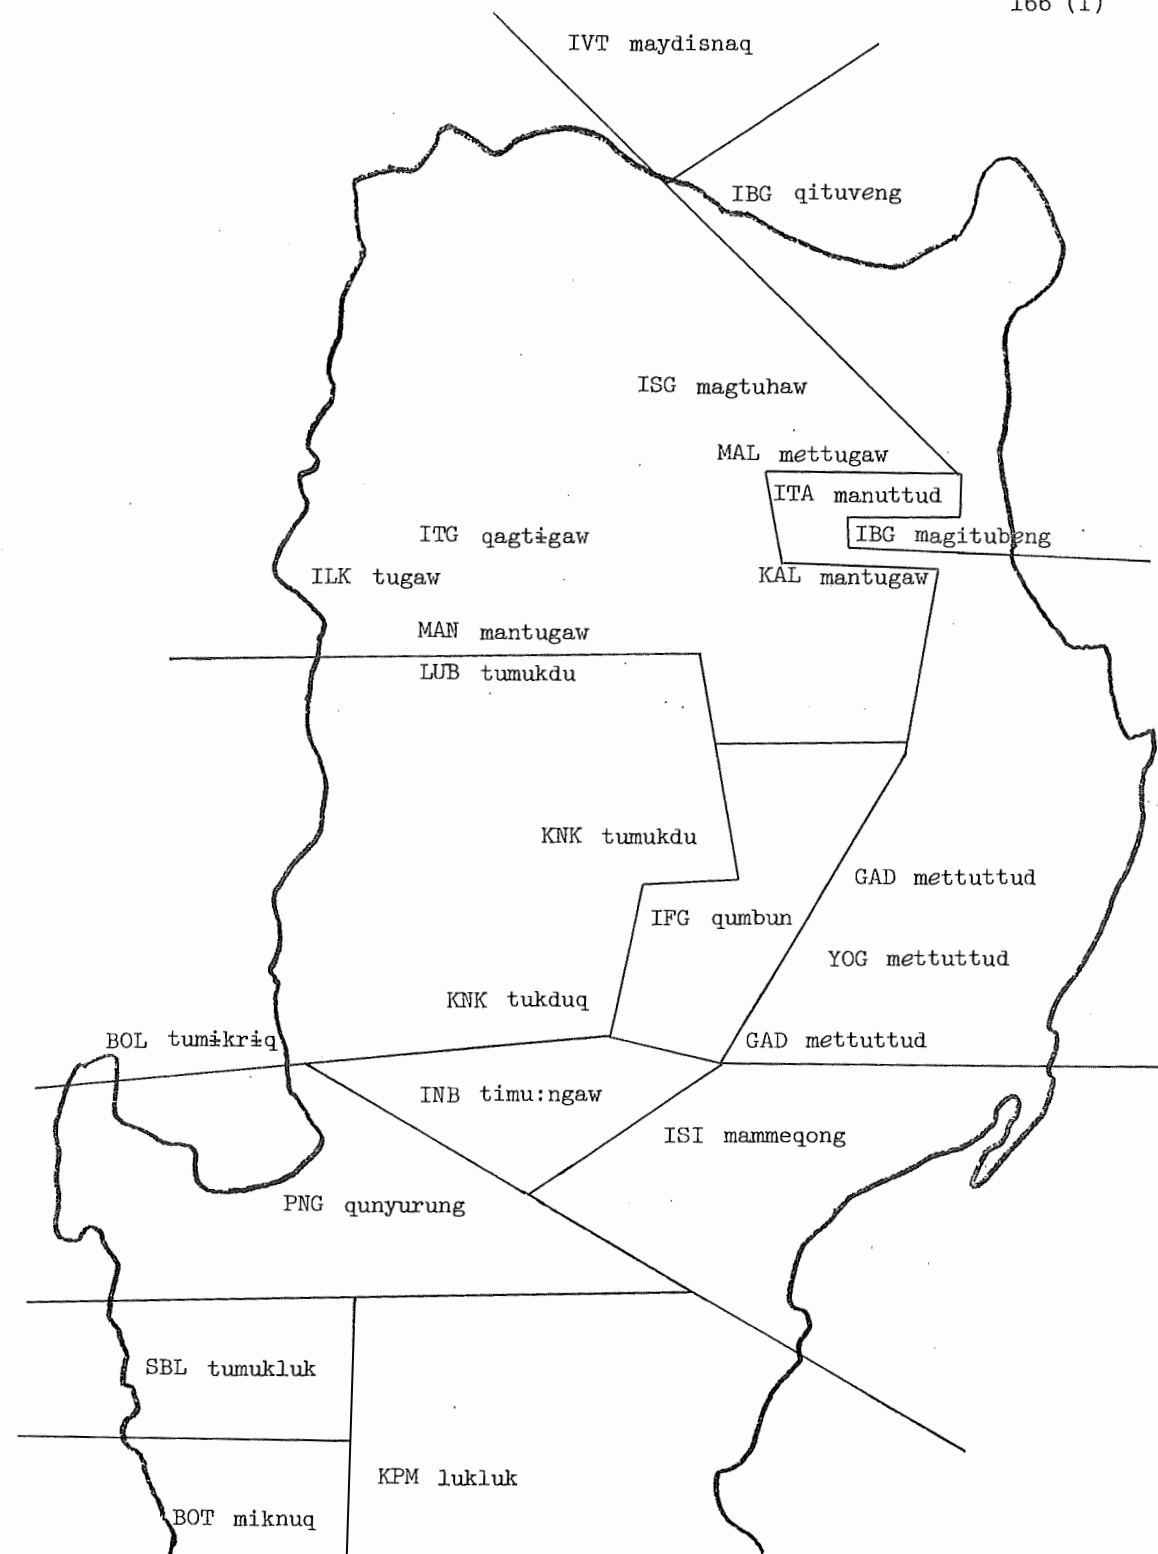 166 (1)
IVT maydisnaq
IBG qituveng
ISG magtuhaw
MAL mettugaw
ITA manuttud
ITG qagtɨgaw
IBG magitubeng
ILK tugaw
KAL mantugaw
MAN mantugaw
LUB tumukdu
KNK tumukdu
GAD mettuttud
IFG qumbun
YOG mettuttud
KNK tukduq
BOL tumɨkrɨq
GAD mettuttud
INB timu:ngaw
ISI mammeqong
PNG qunyurung
SBL tumukluk
KPM lukluk
BOT miknuq